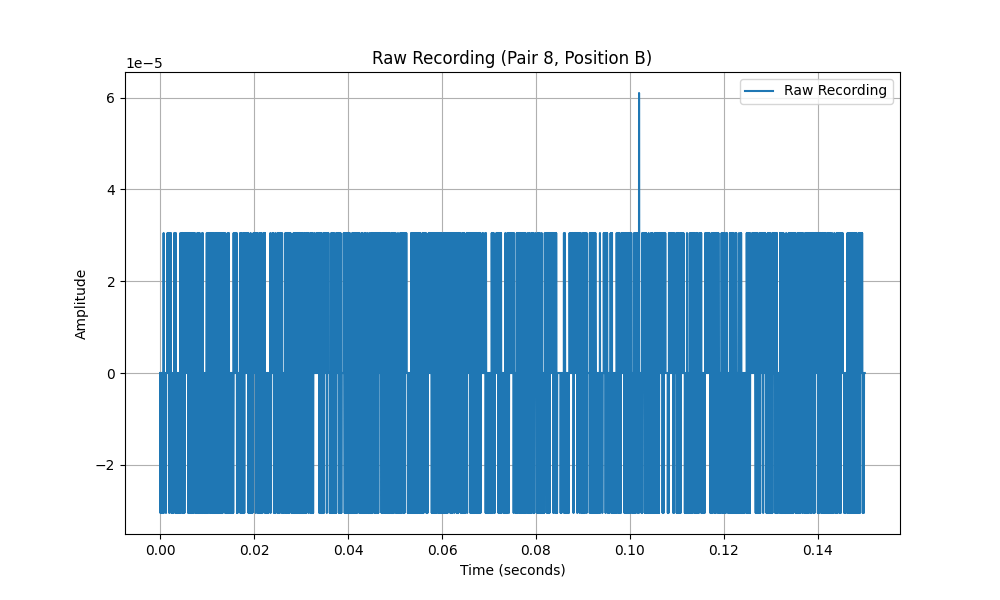 Raw Recording (Pair 8, Position B)
1e−5
Raw Recording
6
4
2
0
−2
Amplitude
0.00 0.02 0.04 0.06 0.08 0.10 0.12 0.14
Time (seconds)